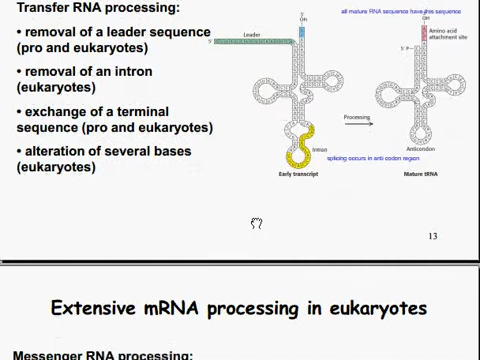 Transfer RNA processing:
• removal of a leader sequence
(pro and eukaryotes)
• removal of an intron
(eukaryotes)
• exchange of a terminal
sequence (pro and eukaryotes)
• alteration of several bases
(eukaryotes)
all mature RNA sequence have this sequence
3'
OH
Leader
5'
3'
OH
Amino acid
attachment site
5' P
Processing
Intron
splicing occurs in anti codon region
Anticodon
Early transcript
Mature tRNA
13
Extensive mRNA processing in eukaryotes
Messenger RNA processing: